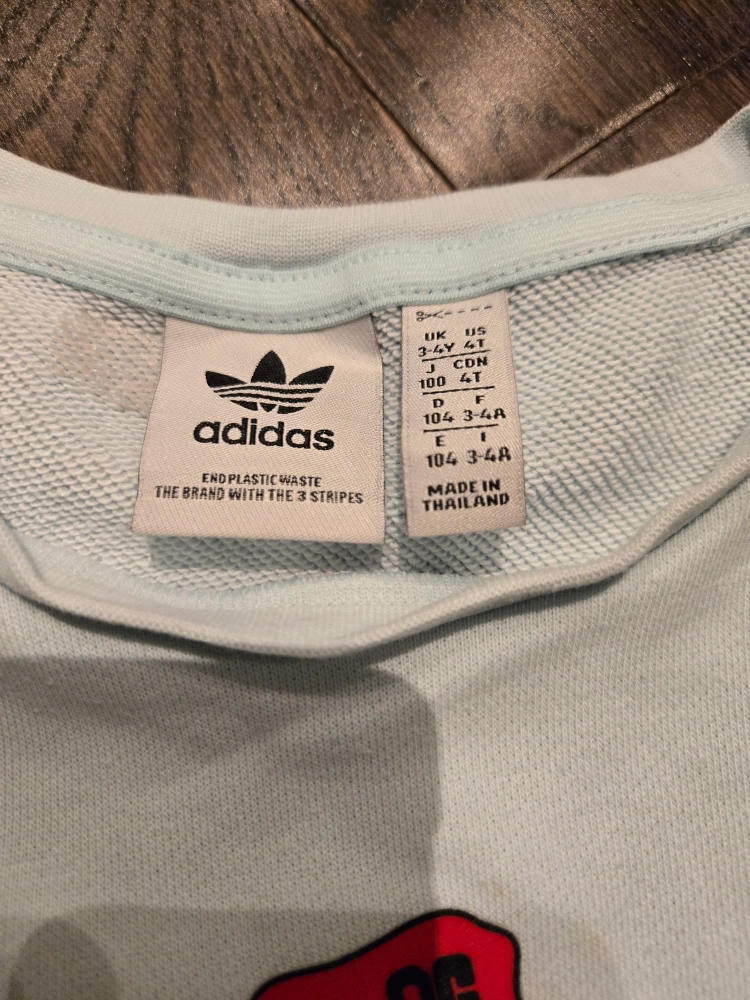 adidas
END PLASTIC WASTE
THE BRAND WITH THE 3 STRIPES
UK US
3-4Y 4T
J CDN
100 4T
D F
104 3-4A
E I
104 3-4A
MADE IN
THAILAND